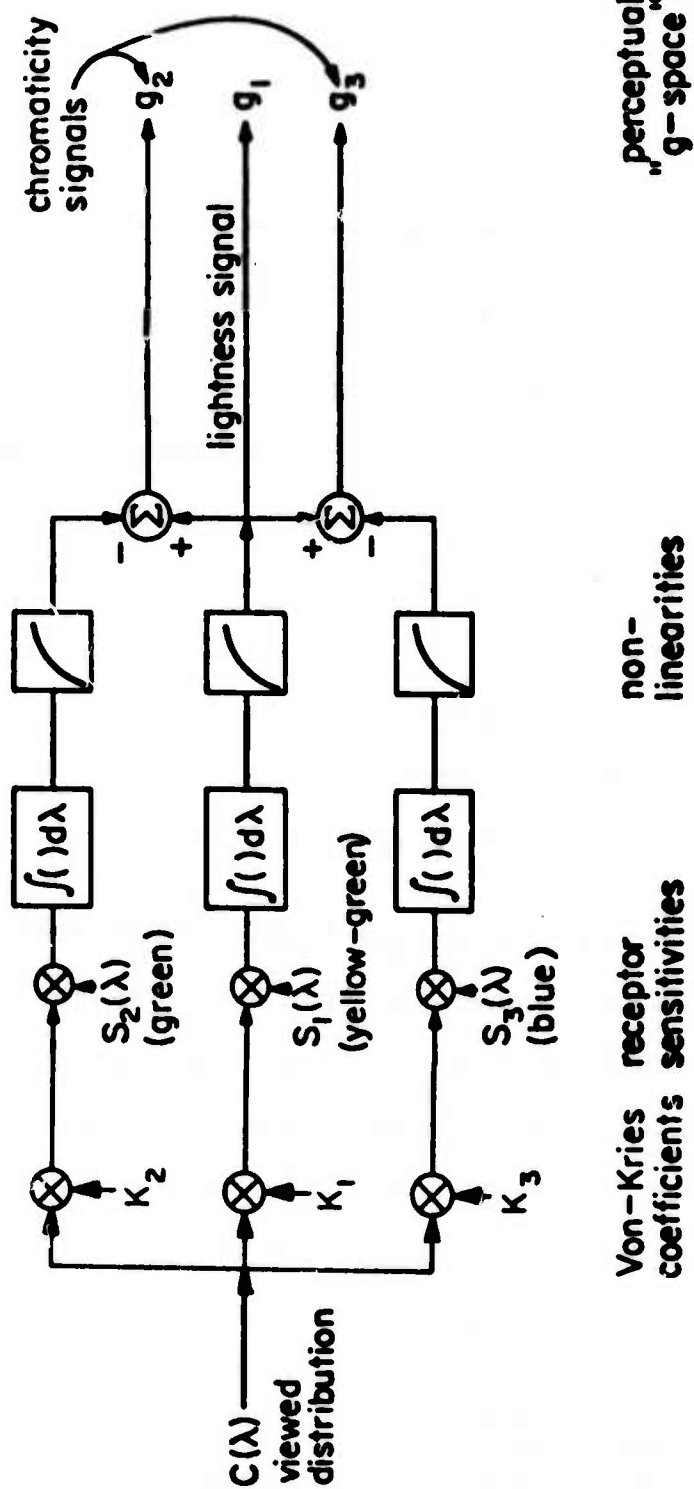 chromaticity
signals
g₂
lightness signal
g₁
g₃
"perceptual"
g-space
- Σ +
+ Σ -
non-
linearities
∫( )dλ
∫( )dλ
∫( )dλ
S₂(λ)
(green)
S₁(λ)
(yellow-green)
S₃(λ)
(blue)
receptor
sensitivities
K₂
K₁
K₃
Von-Kries
coefficients
C(λ)
viewed
distribution